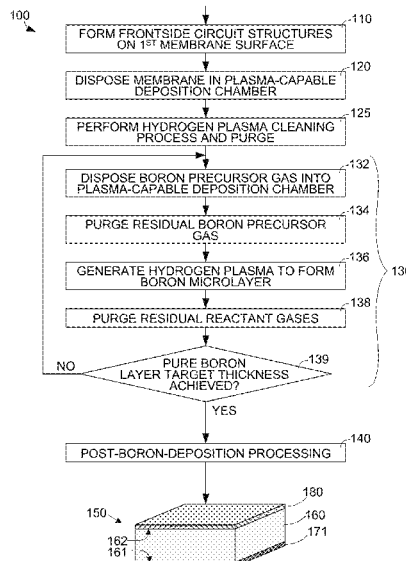 100
110
FORM FRONTSIDE CIRCUIT STRUCTURES
ON 1ST MEMBRANE SURFACE
120
DISPOSE MEMBRANE IN PLASMA-CAPABLE
DEPOSITION CHAMBER
125
PERFORM HYDROGEN PLASMA CLEANING
PROCESS AND PURGE
132
DISPOSE BORON PRECURSOR GAS INTO
PLASMA-CAPABLE DEPOSITION CHAMBER
134
PURGE RESIDUAL BORON PRECURSOR
GAS
136
GENERATE HYDROGEN PLASMA TO FORM
BORON MICROLAYER
138
PURGE RESIDUAL REACTANT GASES
130
139
NO
PURE BORON
LAYER TARGET THICKNESS
ACHIEVED?
YES
140
POST-BORON-DEPOSITION PROCESSING
150
180
160
171
162
161